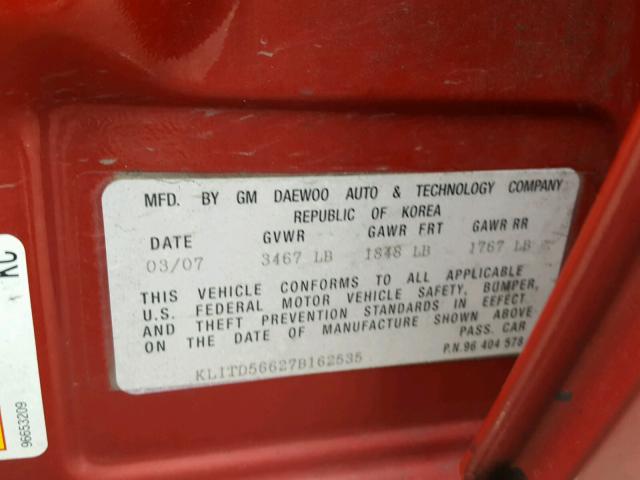 MFD. BY GM DAEWOO AUTO & TECHNOLOGY COMPANY
REPUBLIC OF KOREA
DATE GVWR GAWR FRT GAWR RR
03/07 3467 LB 1848 LB 1767 LB
THIS VEHICLE CONFORMS TO ALL APPLICABLE
U.S. FEDERAL MOTOR VEHICLE SAFETY, BUMPER,
AND THEFT PREVENTION STANDARDS IN EFFECT
ON THE DATE OF MANUFACTURE SHOWN ABOVE
PASS. CAR
P.N. 96 404 578
KL1TD56627B162535
96653209